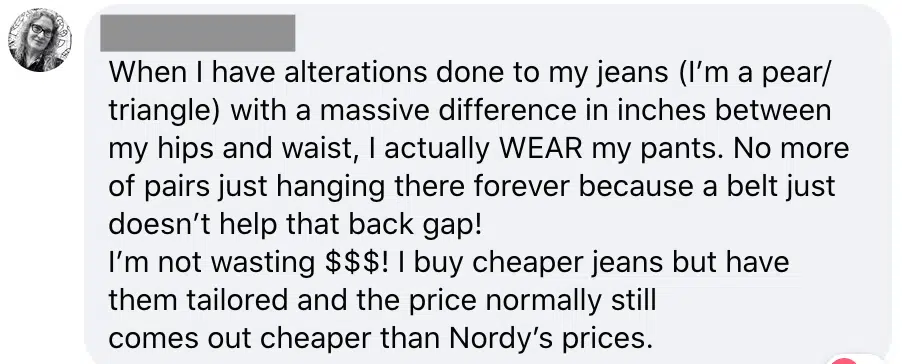 When I have alterations done to my jeans (I'm a pear/
triangle) with a massive difference in inches between
my hips and waist, I actually WEAR my pants. No more
of pairs just hanging there forever because a belt just
doesn't help that back gap!
I'm not wasting $$$! I buy cheaper jeans but have
them tailored and the price normally still
comes out cheaper than Nordy's prices.